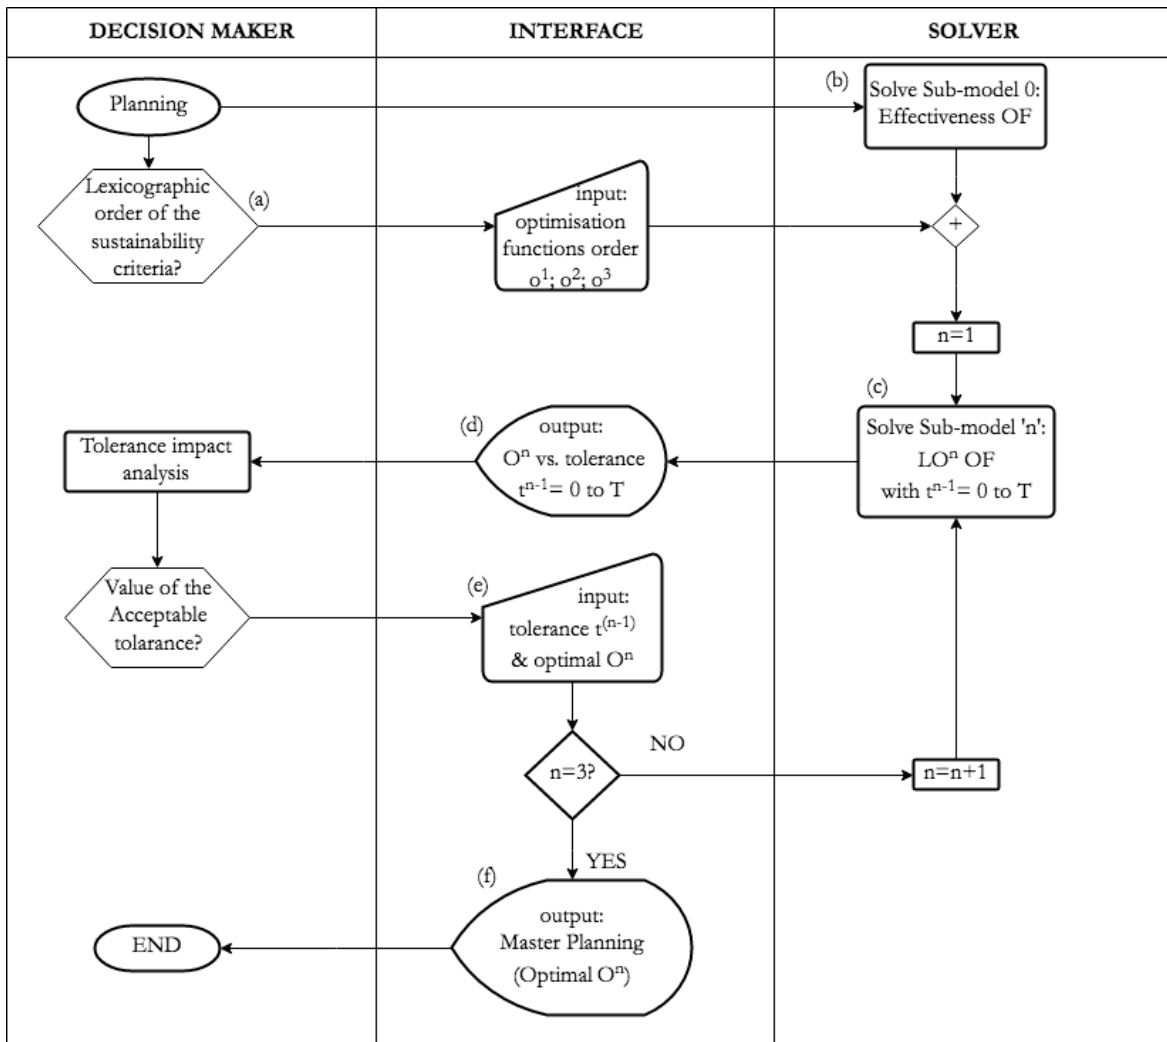 DECISION MAKER
INTERFACE
SOLVER
Planning
(b)
Solve Sub-model 0:
Effectiveness OF
Lexicographic
order of the
sustainability
criteria?
(a)
input:
optimisation
functions order
o¹; o²; o³
+
n=1
(c)
Solve Sub-model 'n':
LOⁿ OF
with tⁿ⁻¹= 0 to T
(d)
output:
Oⁿ vs. tolerance
tⁿ⁻¹= 0 to T
Tolerance impact
analysis
Value of the
Acceptable
tolarance?
(e)
input:
tolerance t⁽ⁿ⁻¹⁾
& optimal Oⁿ
n=3?
NO
n=n+1
YES
(f)
output:
Master Planning
(Optimal Oⁿ)
END